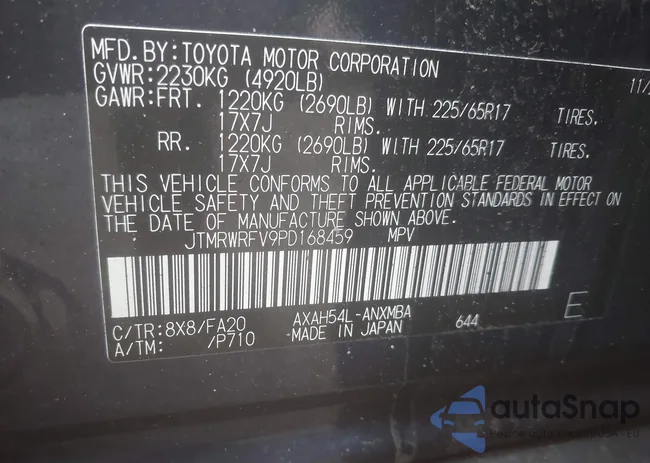 MFD. BY: TOYOTA MOTOR CORPORATION 11/
GVWR: 2230KG (4920LB)
GAWR: FRT. 1220KG (2690LB) WITH 225/65R17 TIRES.
17X7J RIMS.
RR. 1220KG (2690LB) WITH 225/65R17 TIRES.
17X7J RIMS.
THIS VEHICLE CONFORMS TO ALL APPLICABLE FEDERAL MOTOR
VEHICLE SAFETY AND THEFT PREVENTION STANDARDS IN EFFECT ON
THE DATE OF MANUFACTURE SHOWN ABOVE.
JTMRWRFV9PD168459 MPV
C/TR: 8X8/FA20 AXAH54L-ANXMBA 644 E
A/TM: /P710 -MADE IN JAPAN
autoSnap